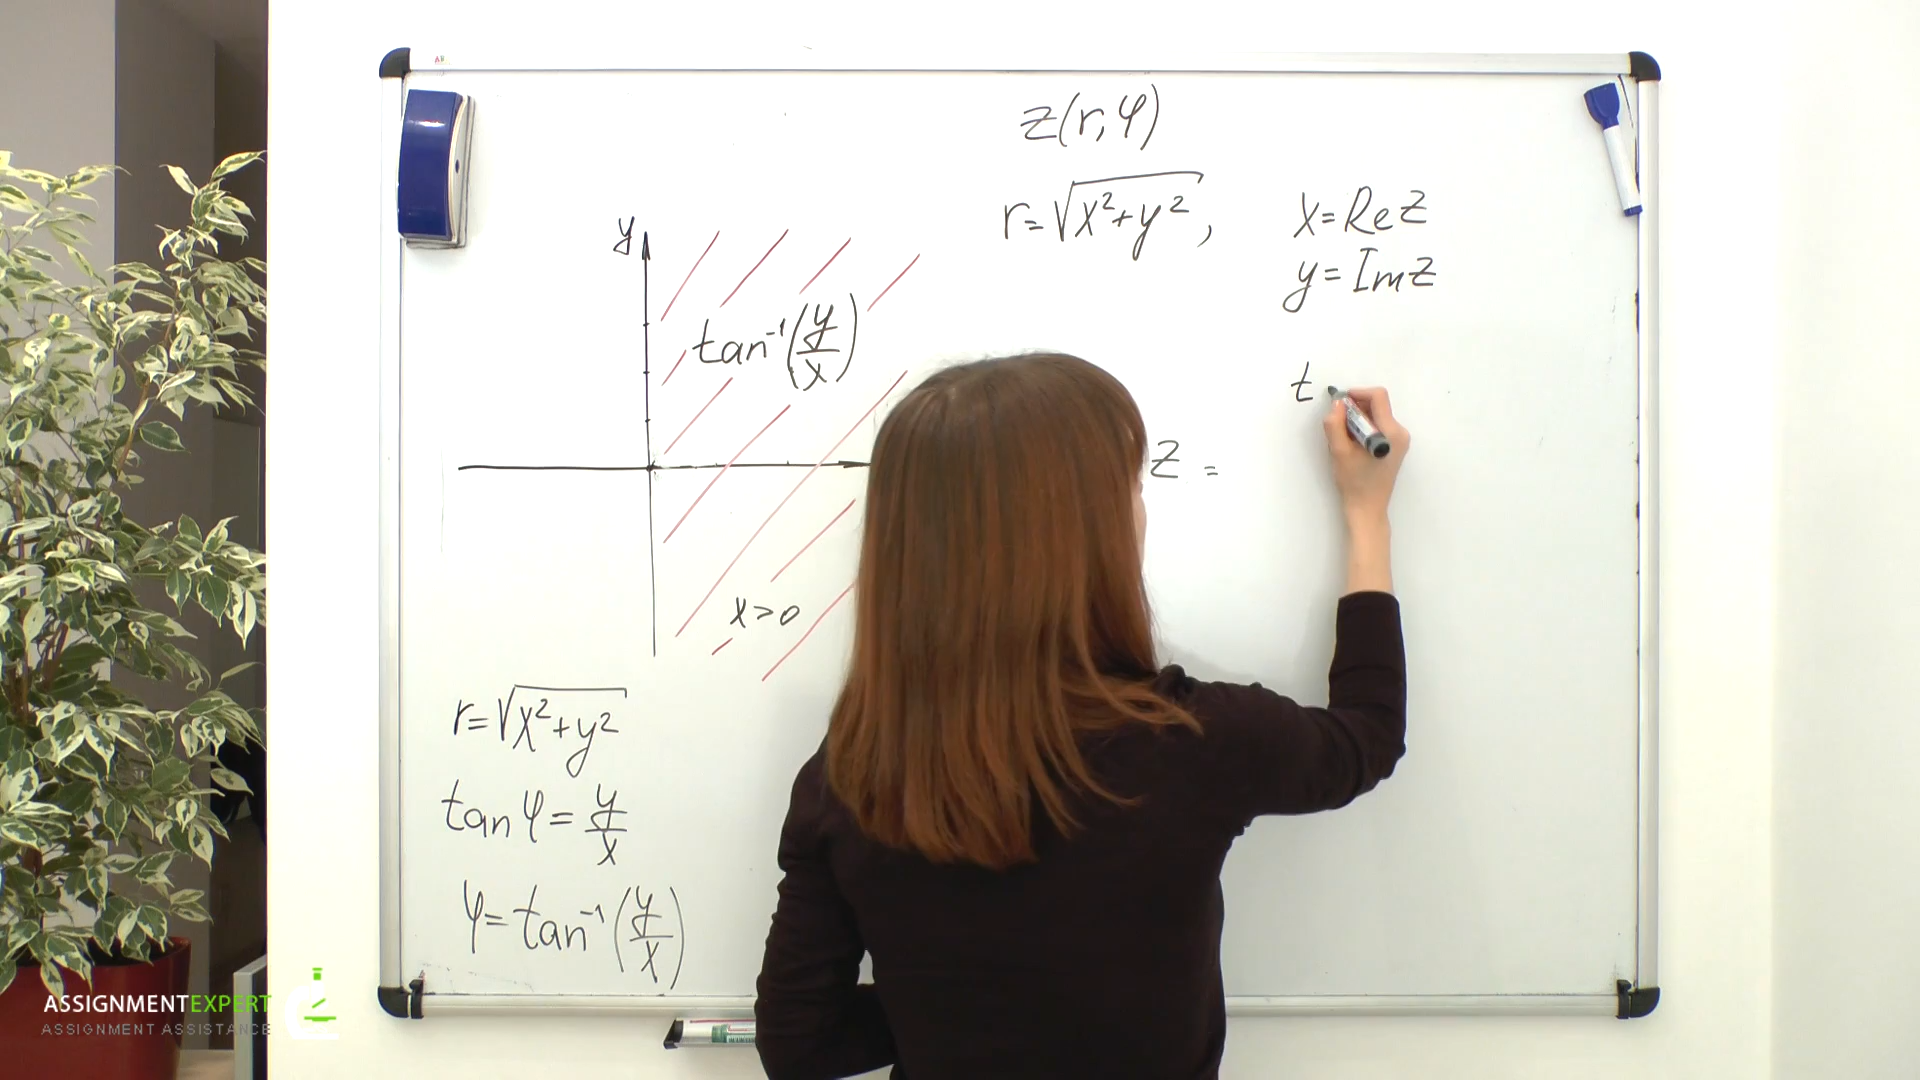 z(r, φ)
r=√x²+y²,
x=Re z
y=Im z
y
tan⁻¹(y/x)
t
z =
x>0
r=√x²+y²
tan φ = y/x
φ=tan⁻¹(y/x)
ASSIGNMENTEXPERT
ASSIGNMENT ASSISTANCE